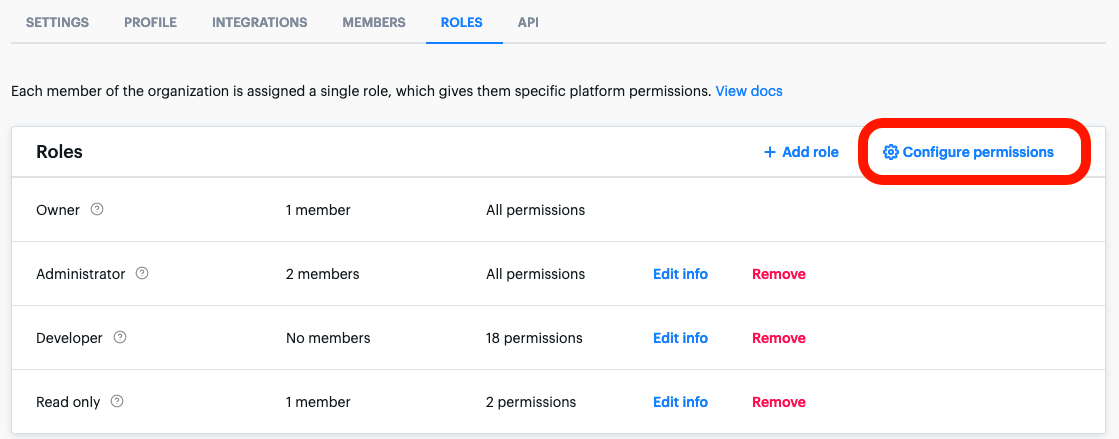 SETTINGS PROFILE INTEGRATIONS MEMBERS ROLES API
Each member of the organization is assigned a single role, which gives them specific platform permissions. View docs
Roles + Add role Configure permissions
Owner ? 1 member All permissions
Administrator ? 2 members All permissions Edit info Remove
Developer ? No members 18 permissions Edit info Remove
Read only ? 1 member 2 permissions Edit info Remove